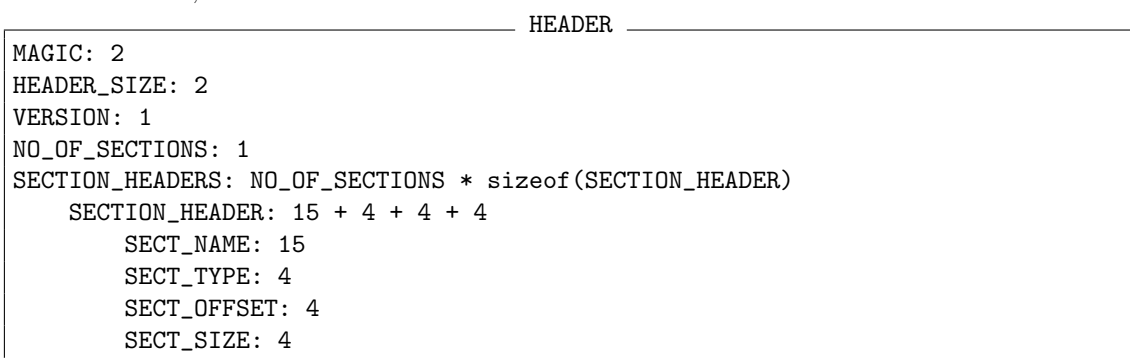 HEADER
MAGIC: 2
HEADER_SIZE: 2
VERSION: 1
NO_OF_SECTIONS: 1
SECTION_HEADERS: NO_OF_SECTIONS * sizeof(SECTION_HEADER)
    SECTION_HEADER: 15 + 4 + 4 + 4
        SECT_NAME: 15
        SECT_TYPE: 4
        SECT_OFFSET: 4
        SECT_SIZE: 4